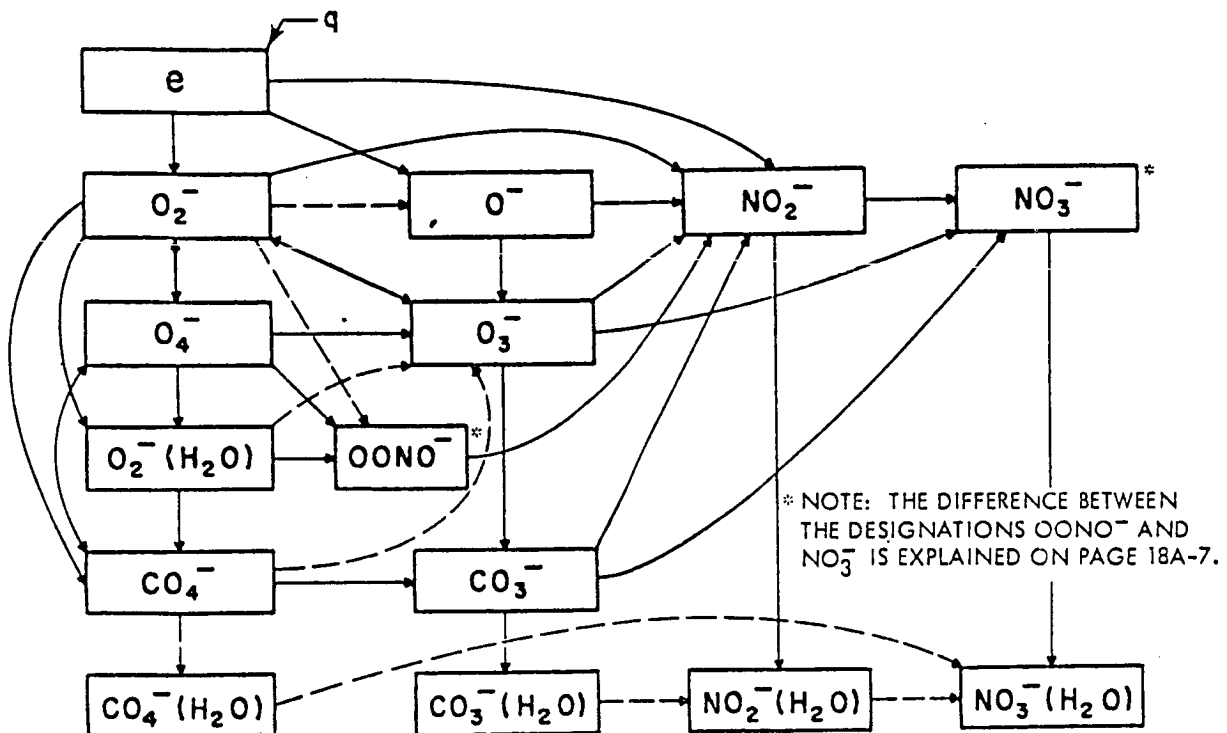 q
e
O₂⁻
O⁻
NO₂⁻
NO₃⁻ *
O₄⁻
O₃⁻
O₂⁻(H₂O)
OONO⁻ *
* NOTE: THE DIFFERENCE BETWEEN
THE DESIGNATIONS OONO⁻ AND
NO₃⁻ IS EXPLAINED ON PAGE 18A-7.
CO₄⁻
CO₃⁻
CO₄⁻(H₂O)
CO₃⁻(H₂O)
NO₂⁻(H₂O)
NO₃⁻(H₂O)